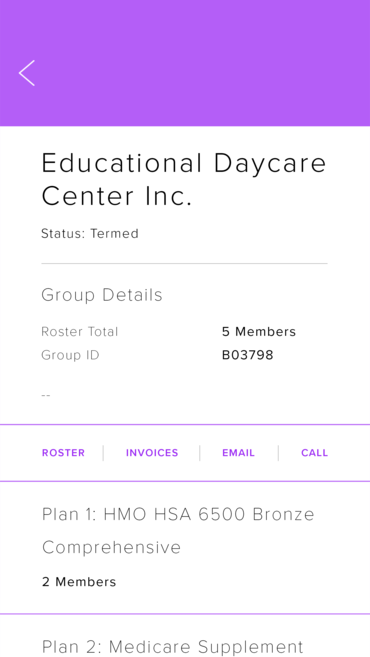 Educational Daycare
Center Inc.
Status: Termed
Group Details
Roster Total 5 Members
Group ID B03798
--
ROSTER INVOICES EMAIL CALL
Plan 1: HMO HSA 6500 Bronze
Comprehensive
2 Members
Plan 2: Medicare Supplement